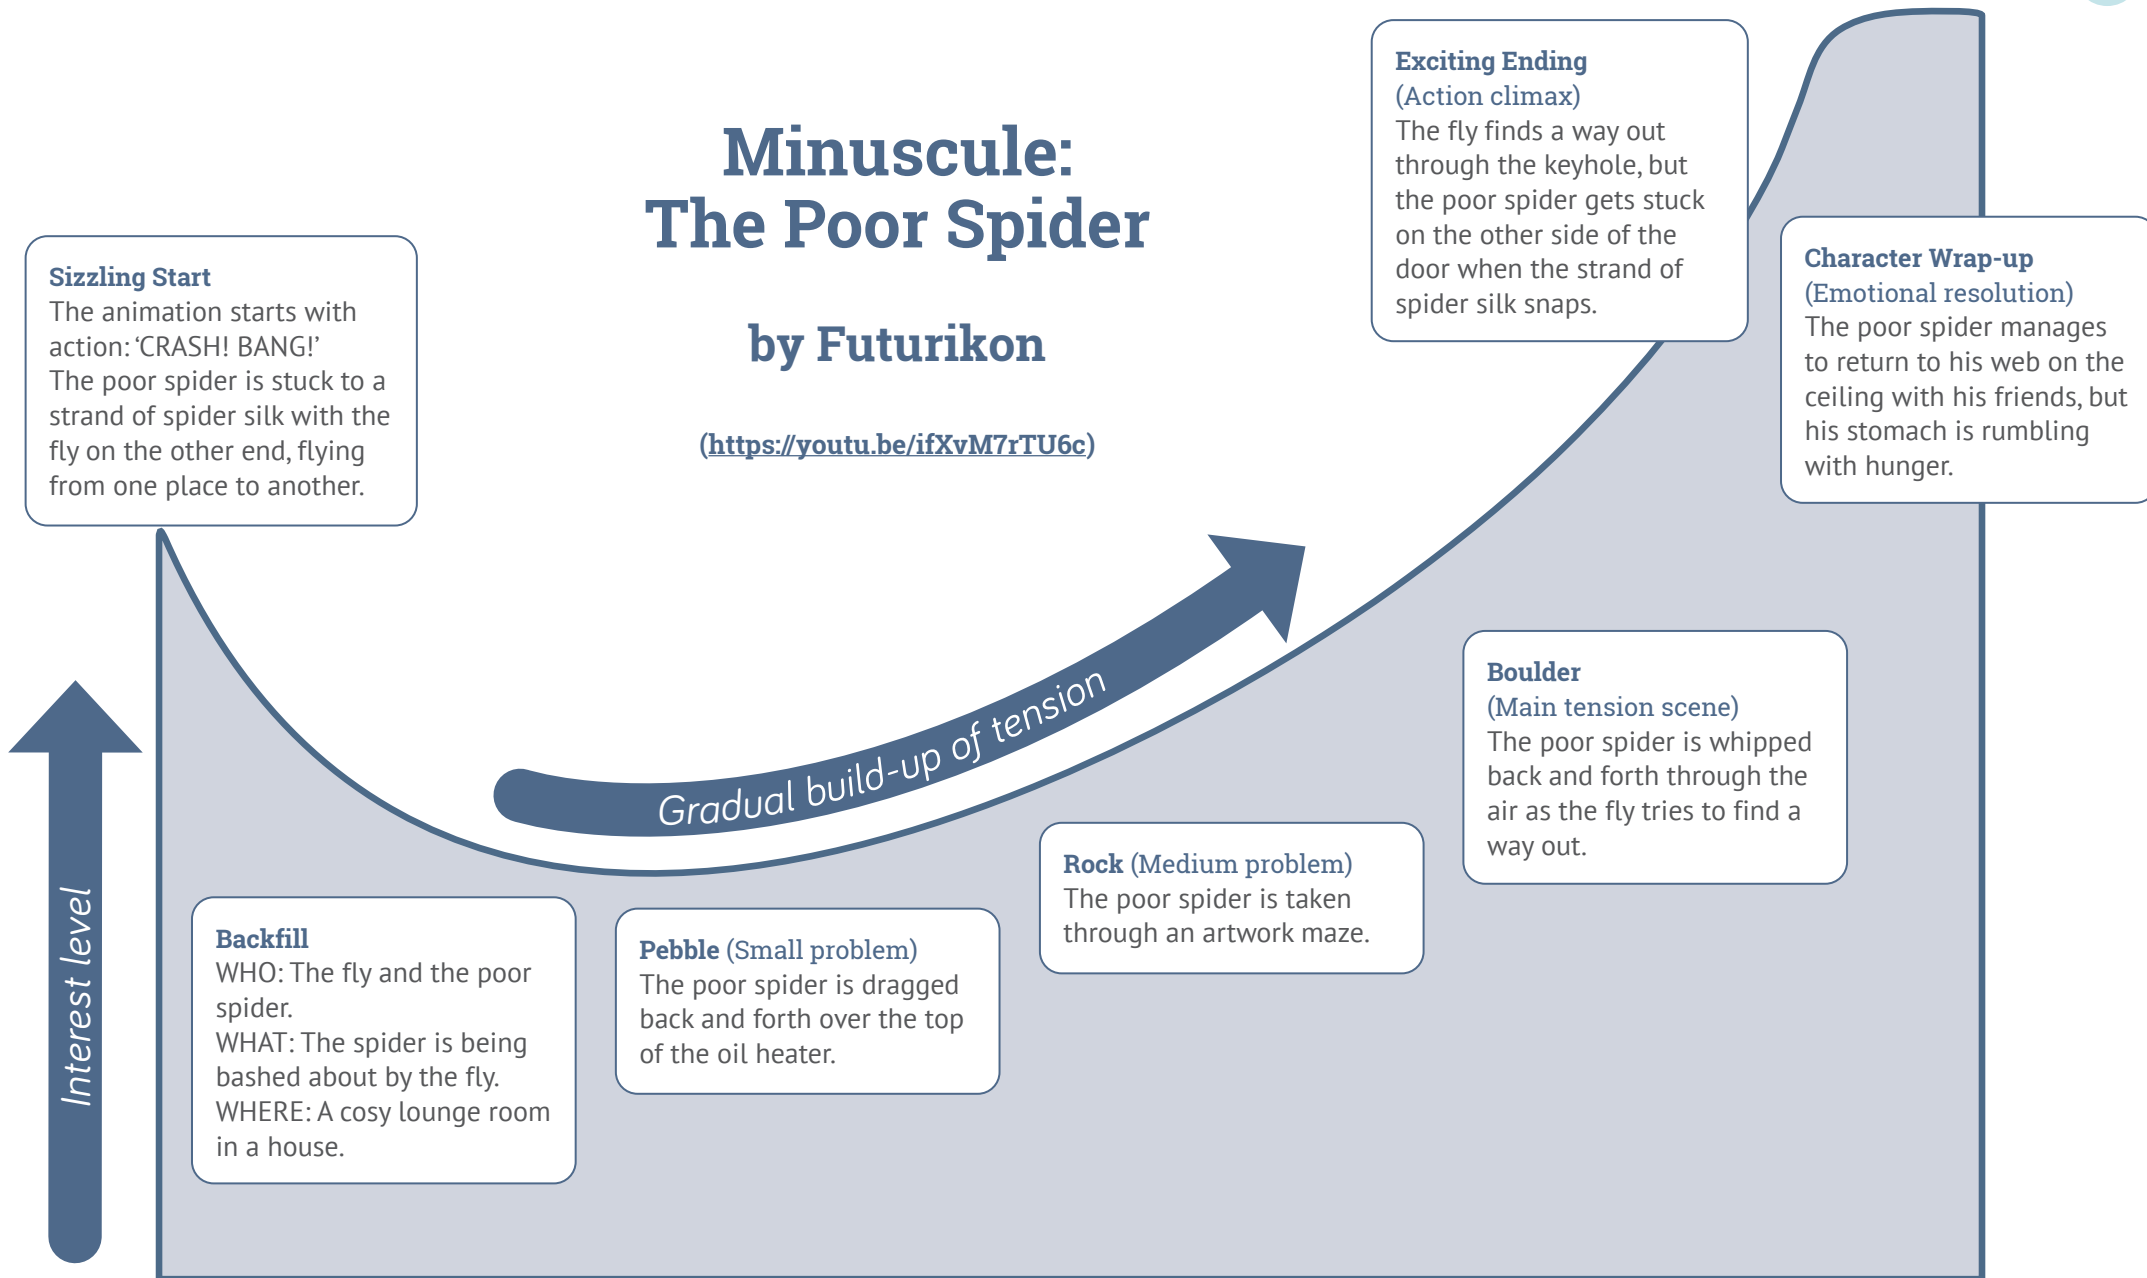 Minuscule:
The Poor Spider
by Futurikon
(https://youtu.be/ifXvM7rTU6c)
Sizzling Start
The animation starts with
action: ‘CRASH! BANG!’
The poor spider is stuck to a
strand of spider silk with the
fly on the other end, flying
from one place to another.
Interest level
Backfill
WHO: The fly and the poor
spider.
WHAT: The spider is being
bashed about by the fly.
WHERE: A cosy lounge room
in a house.
Gradual build-up of tension
Pebble (Small problem)
The poor spider is dragged
back and forth over the top
of the oil heater.
Rock (Medium problem)
The poor spider is taken
through an artwork maze.
Boulder
(Main tension scene)
The poor spider is whipped
back and forth through the
air as the fly tries to find a
way out.
Exciting Ending
(Action climax)
The fly finds a way out
through the keyhole, but
the poor spider gets stuck
on the other side of the
door when the strand of
spider silk snaps.
Character Wrap-up
(Emotional resolution)
The poor spider manages
to return to his web on the
ceiling with his friends, but
his stomach is rumbling
with hunger.